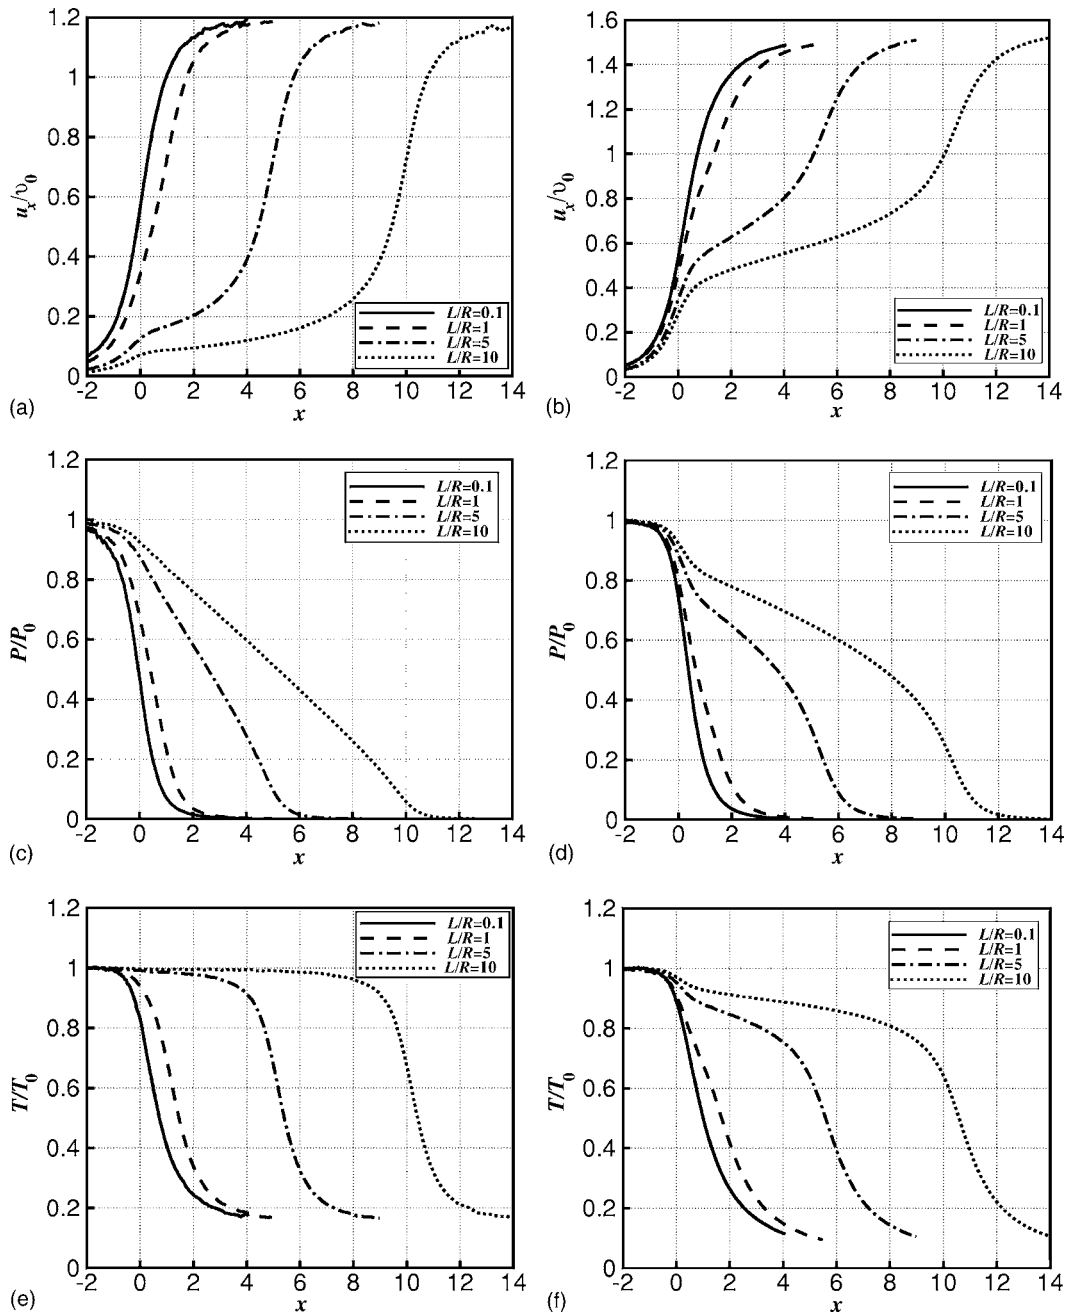 1.2
1
0.8
0.6
0.4
0.2
0
uₓ/υ₀
-2 0 2 4 6 8 10 12 14
x
L/R=0.1
L/R=1
L/R=5
L/R=10
(a)
1.6
1.4
1.2
1
0.8
0.6
0.4
0.2
0
uₓ/υ₀
-2 0 2 4 6 8 10 12 14
x
L/R=0.1
L/R=1
L/R=5
L/R=10
(b)
1.2
1
0.8
0.6
0.4
0.2
0
P/P₀
-2 0 2 4 6 8 10 12 14
x
L/R=0.1
L/R=1
L/R=5
L/R=10
(c)
1.2
1
0.8
0.6
0.4
0.2
0
P/P₀
-2 0 2 4 6 8 10 12 14
x
L/R=0.1
L/R=1
L/R=5
L/R=10
(d)
1.2
1
0.8
0.6
0.4
0.2
0
T/T₀
-2 0 2 4 6 8 10 12 14
x
L/R=0.1
L/R=1
L/R=5
L/R=10
(e)
1.2
1
0.8
0.6
0.4
0.2
0
T/T₀
-2 0 2 4 6 8 10 12 14
x
L/R=0.1
L/R=1
L/R=5
L/R=10
(f)